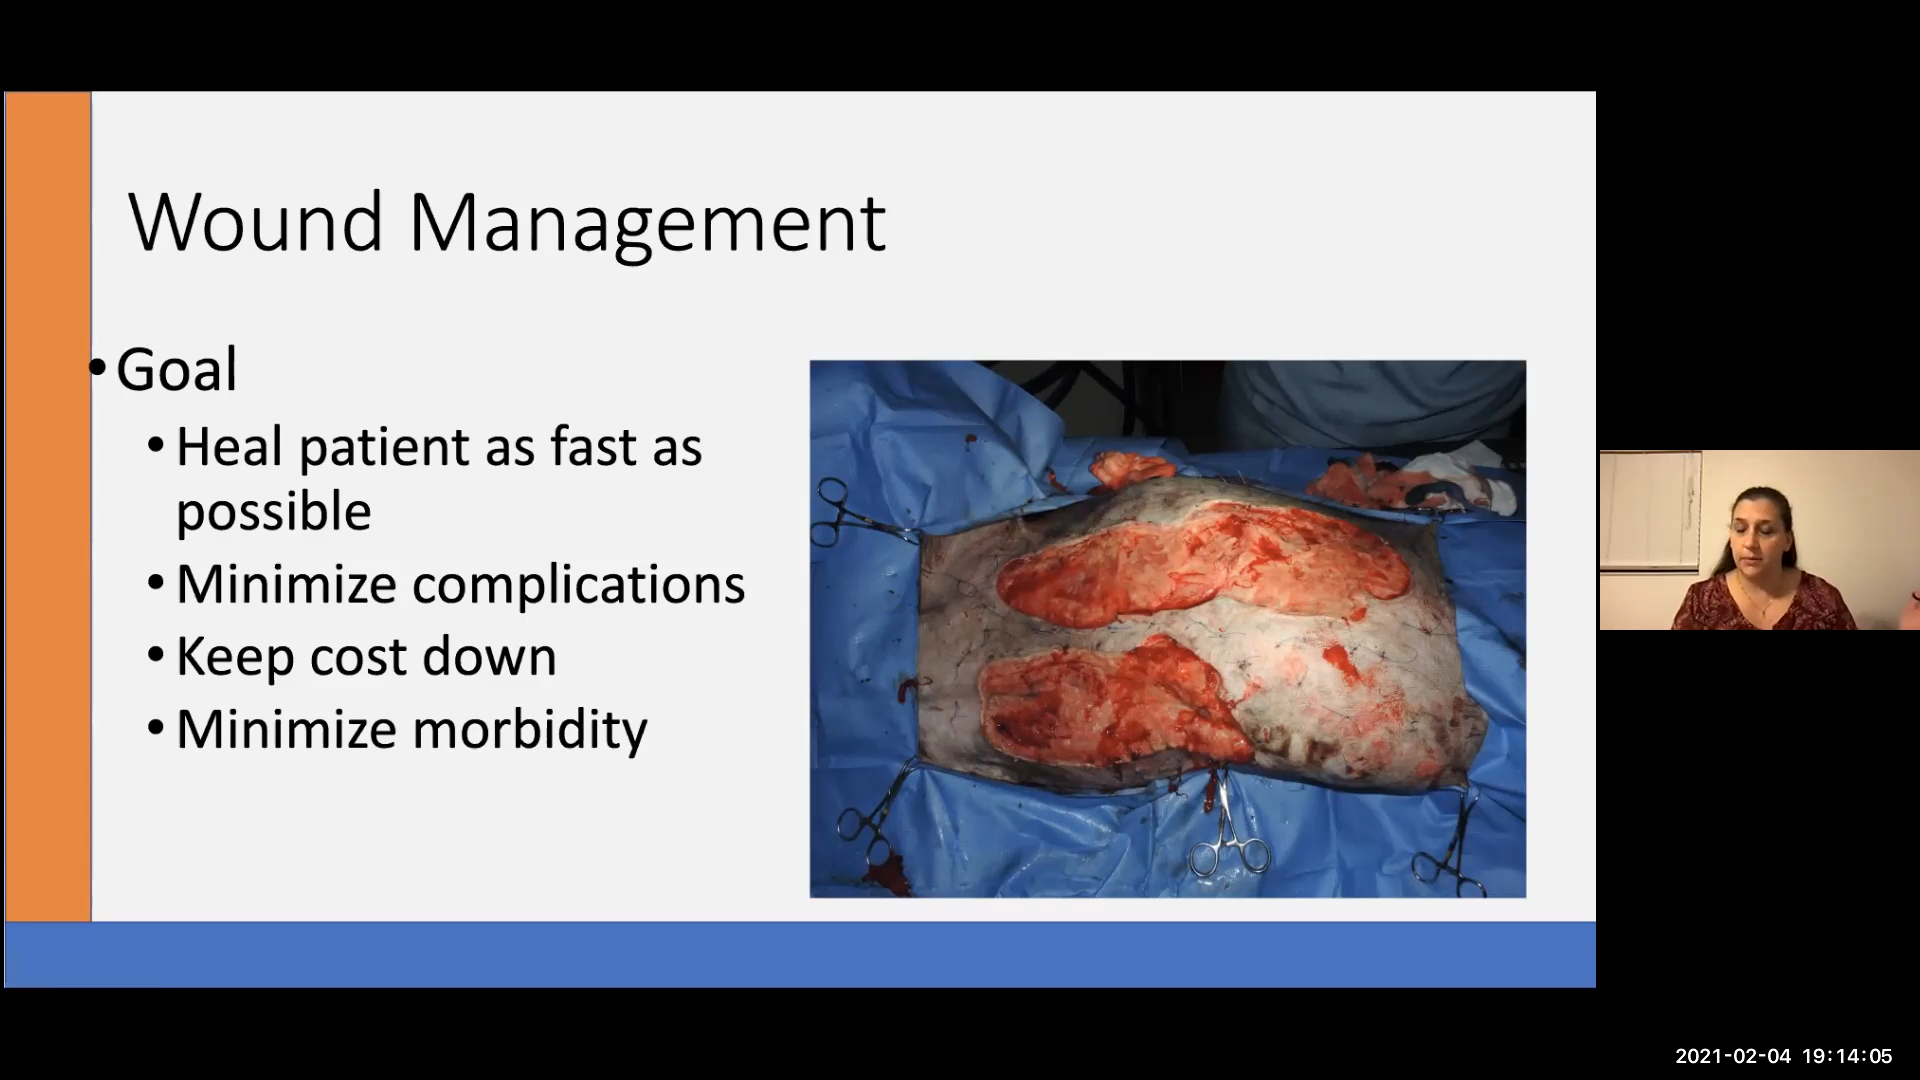 Wound Management
• Goal
• Heal patient as fast as
possible
• Minimize complications
• Keep cost down
• Minimize morbidity
2021-02-04 19:14:05